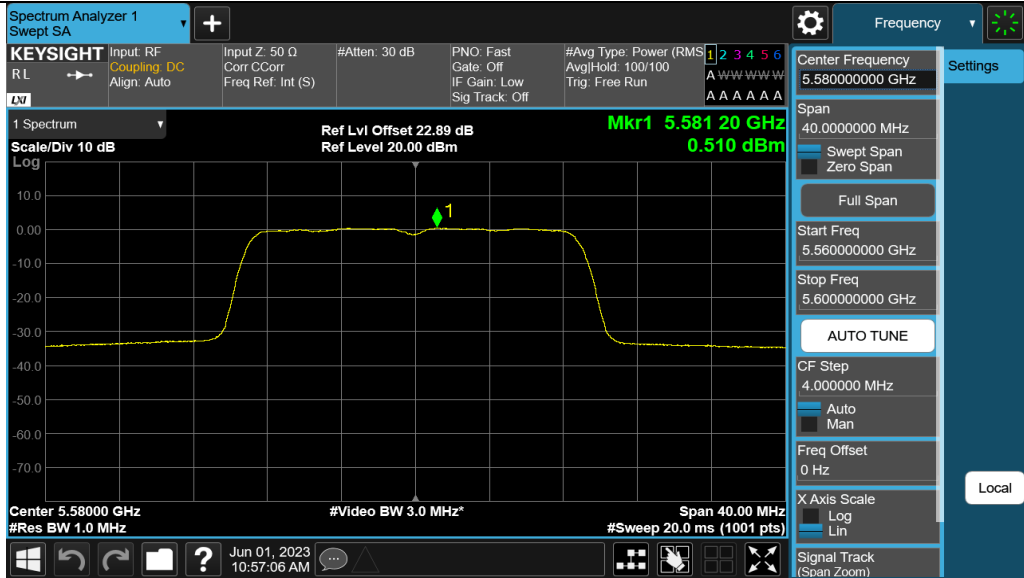 Spectrum Analyzer 1
Swept SA
Frequency
KEYSIGHT
R L
LXI
Input: RF
Coupling: DC
Align: Auto
Input Z: 50 Ω
Corr CCorr
Freq Ref: Int (S)
#Atten: 30 dB
PNO: Fast
Gate: Off
IF Gain: Low
Sig Track: Off
#Avg Type: Power (RMS
Avg|Hold: 100/100
Trig: Free Run
1 2 3 4 5 6
A W W W W W
A A A A A A
1 Spectrum
Scale/Div 10 dB
Log
Ref Lvl Offset 22.89 dB
Ref Level 20.00 dBm
Mkr1 5.581 20 GHz
0.510 dBm
1
10.0
0.00
-10.0
-20.0
-30.0
-40.0
-50.0
-60.0
-70.0
Center 5.58000 GHz
#Res BW 1.0 MHz
#Video BW 3.0 MHz*
Span 40.00 MHz
#Sweep 20.0 ms (1001 pts)
Center Frequency
5.580000000 GHz
Span
40.0000000 MHz
Swept Span
Zero Span
Full Span
Start Freq
5.560000000 GHz
Stop Freq
5.600000000 GHz
AUTO TUNE
CF Step
4.000000 MHz
Auto
Man
Freq Offset
0 Hz
X Axis Scale
Log
Lin
Signal Track
(Span Zoom)
Settings
Local
?
Jun 01, 2023
10:57:06 AM